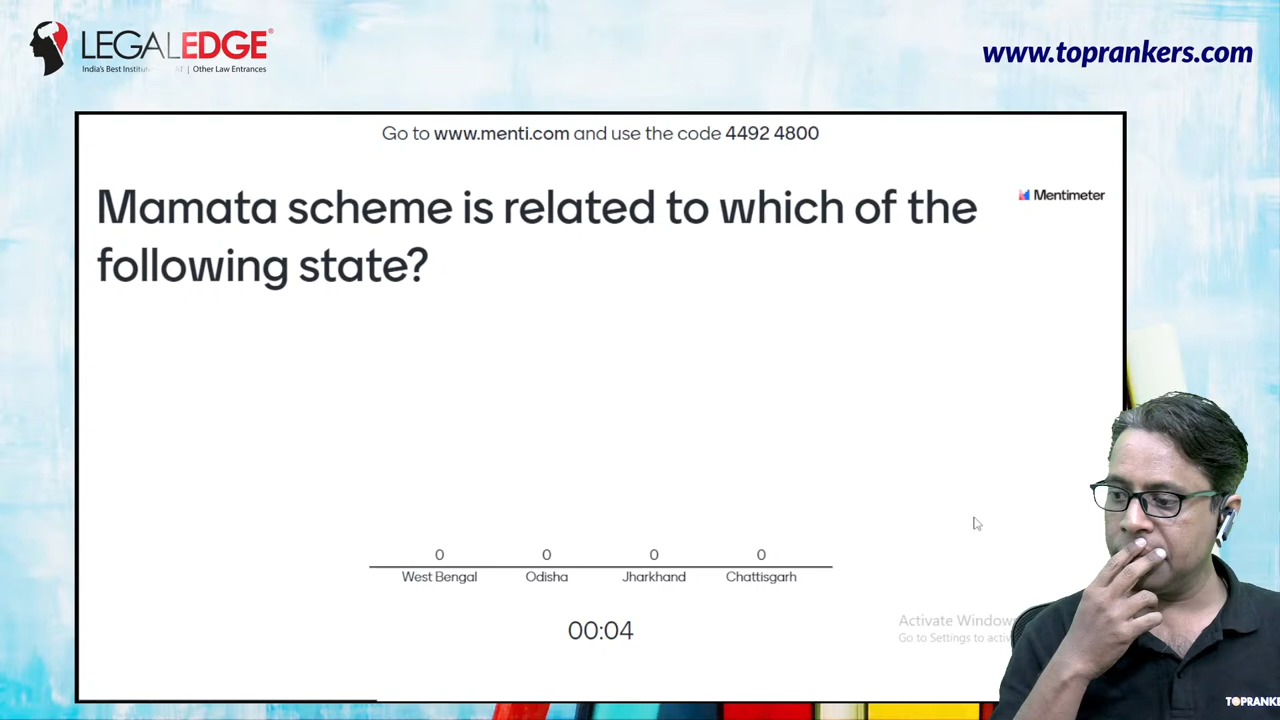 LEGALEDGE
India's Best Institute | Other Law Entrances
www.toprankers.com
Go to www.menti.com and use the code 4492 4800
Mamata scheme is related to which of the
following state?
Mentimeter
0 0 0 0
West Bengal Odisha Jharkhand Chattisgarh
00:04
Activate Window
Go to Settings to activ
TOPRANKE